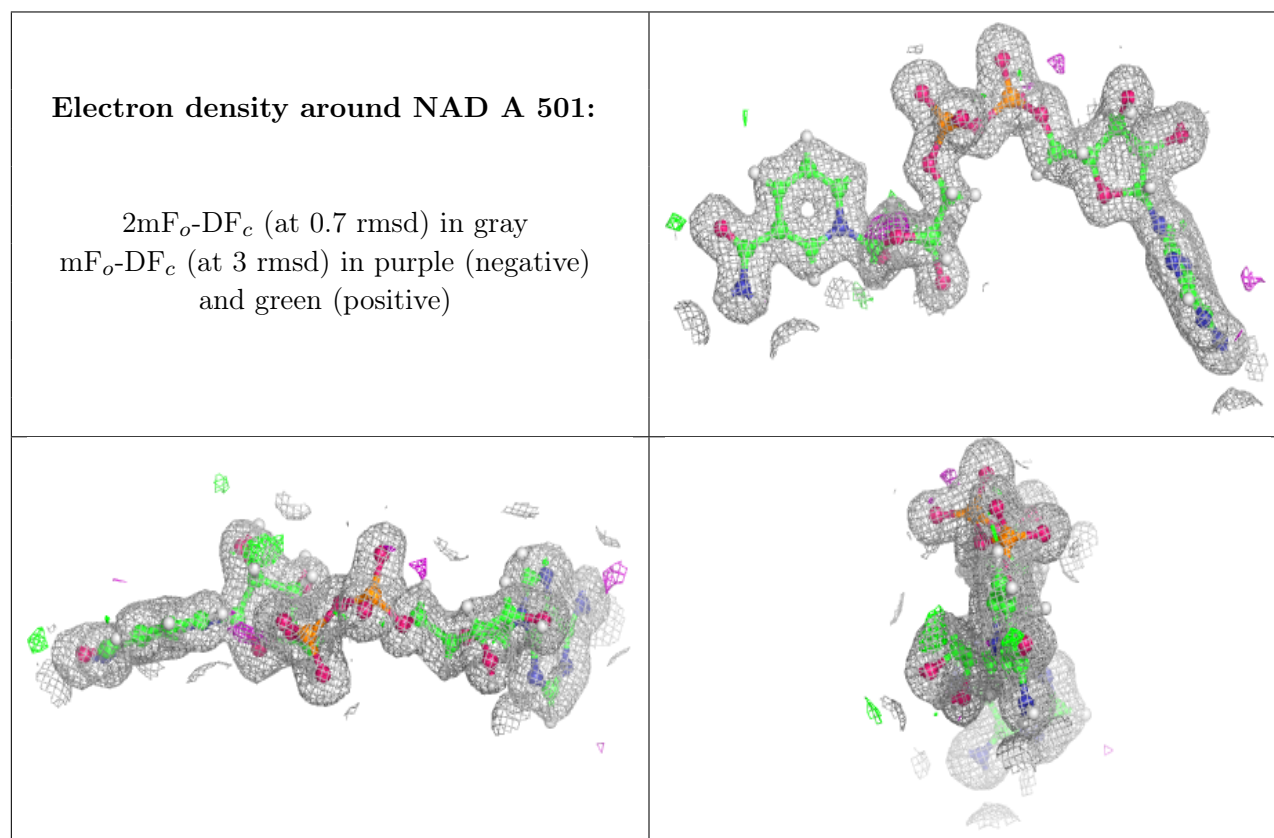 Electron density around NAD A 501:
2mFo-DFc (at 0.7 rmsd) in gray
mFo-DFc (at 3 rmsd) in purple (negative)
and green (positive)